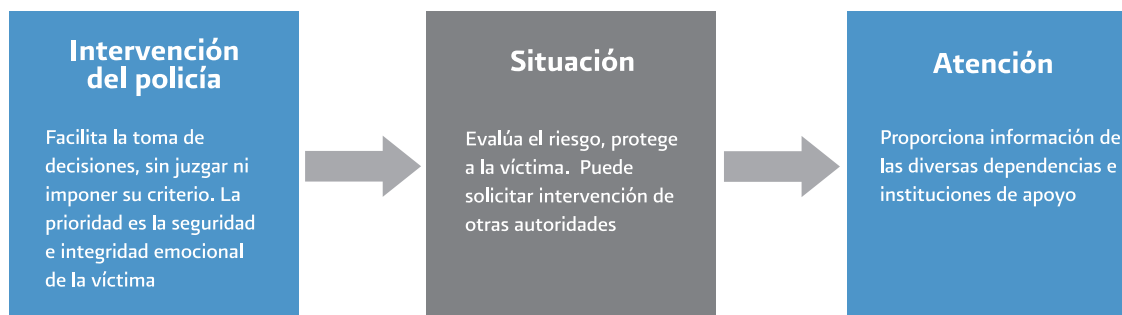 Intervención
del policía
Facilita la toma de
decisiones, sin juzgar ni
imponer su criterio. La
prioridad es la seguridad
e integridad emocional
de la víctima
Situación
Evalúa el riesgo, protege
a la víctima. Puede
solicitar intervención de
otras autoridades
Atención
Proporciona información de
las diversas dependencias e
instituciones de apoyo